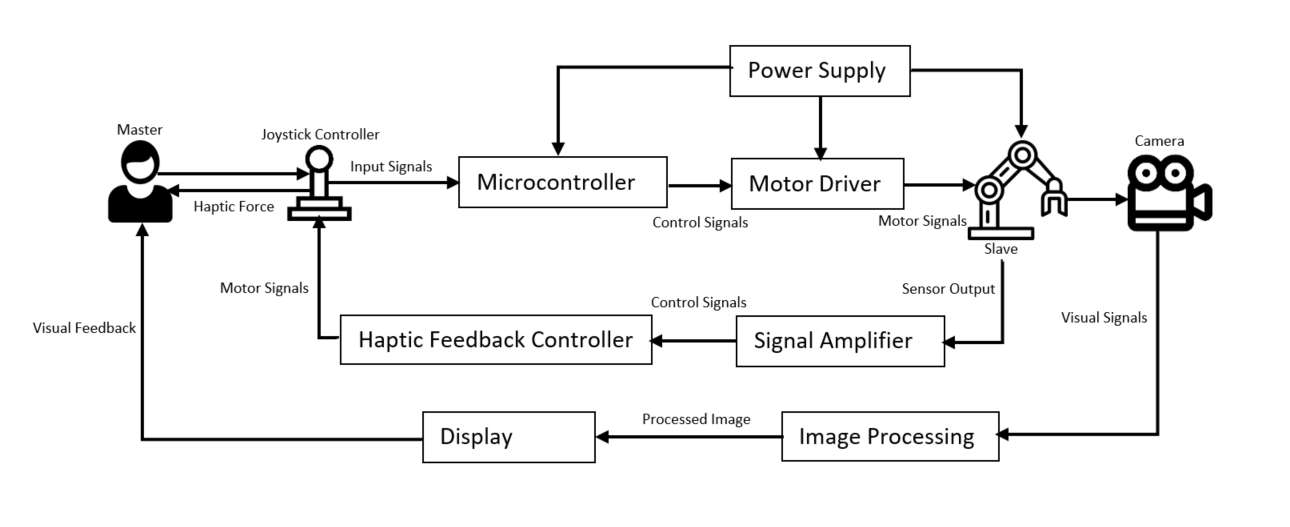 Power Supply
Master
Joystick Controller
Camera
Input Signals
Microcontroller
Motor Driver
Haptic Force
Control Signals
Motor Signals
Slave
Motor Signals
Sensor Output
Control Signals
Visual Signals
Visual Feedback
Haptic Feedback Controller
Signal Amplifier
Processed Image
Display
Image Processing